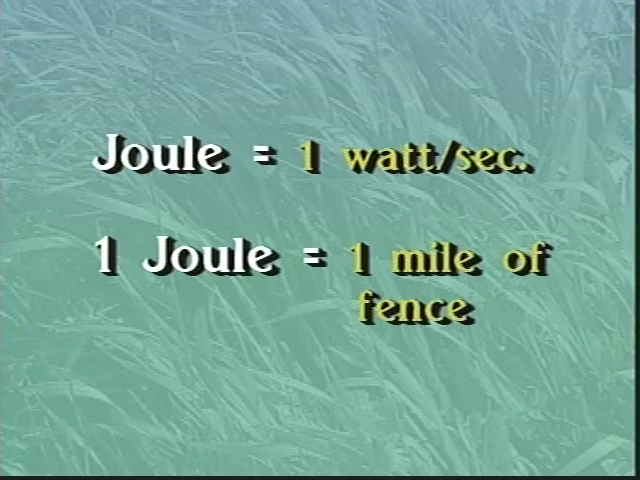 Joule = 1 watt/sec.
1 Joule = 1 mile of
fence